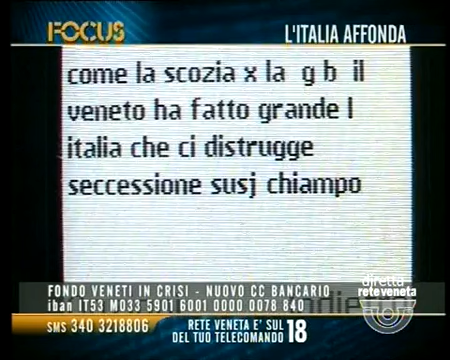 FOCUS
L'ITALIA AFFONDA
come la scozia x la g b il
veneto ha fatto grande l
italia che ci distrugge
seccessione susj chiampo
FONDO VENETI IN CRISI - NUOVO CC BANCARIO
iban IT53 M033 5901 6001 0000 0078 840
diretta
reteveneta
SMS 340 3218806
RETE VENETA E' SUL
DEL TUO TELECOMANDO 18